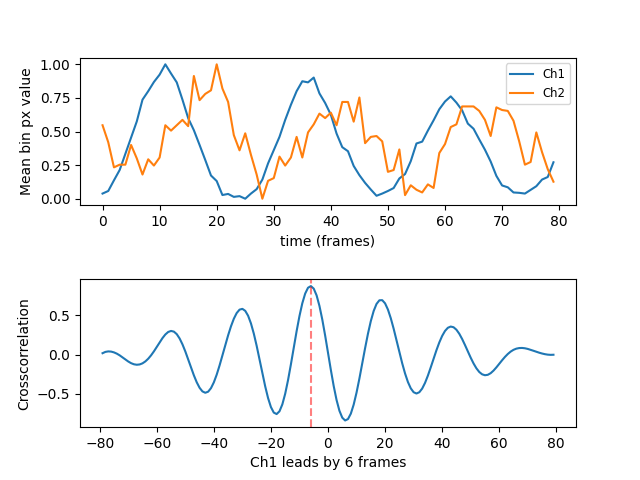 1.00
0.75
0.50
0.25
0.00
Mean bin px value
Ch1
Ch2
0 10 20 30 40 50 60 70 80
time (frames)
0.5
0.0
−0.5
Crosscorrelation
−80 −60 −40 −20 0 20 40 60 80
Ch1 leads by 6 frames